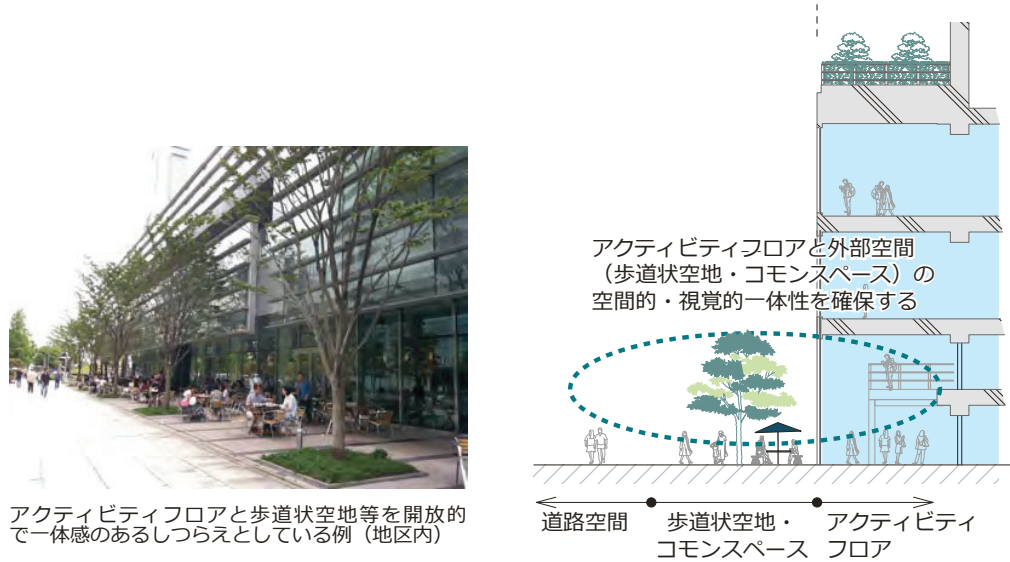 アクティビティフロアと歩道状空地等を開放的
で一体感のあるしつらえとしている例（地区内）
アクティビティフロアと外部空間
（歩道状空地・コモンスペース）の
空間的・視覚的一体性を確保する
道路空間
歩道状空地・
コモンスペース
アクティビティ
フロア